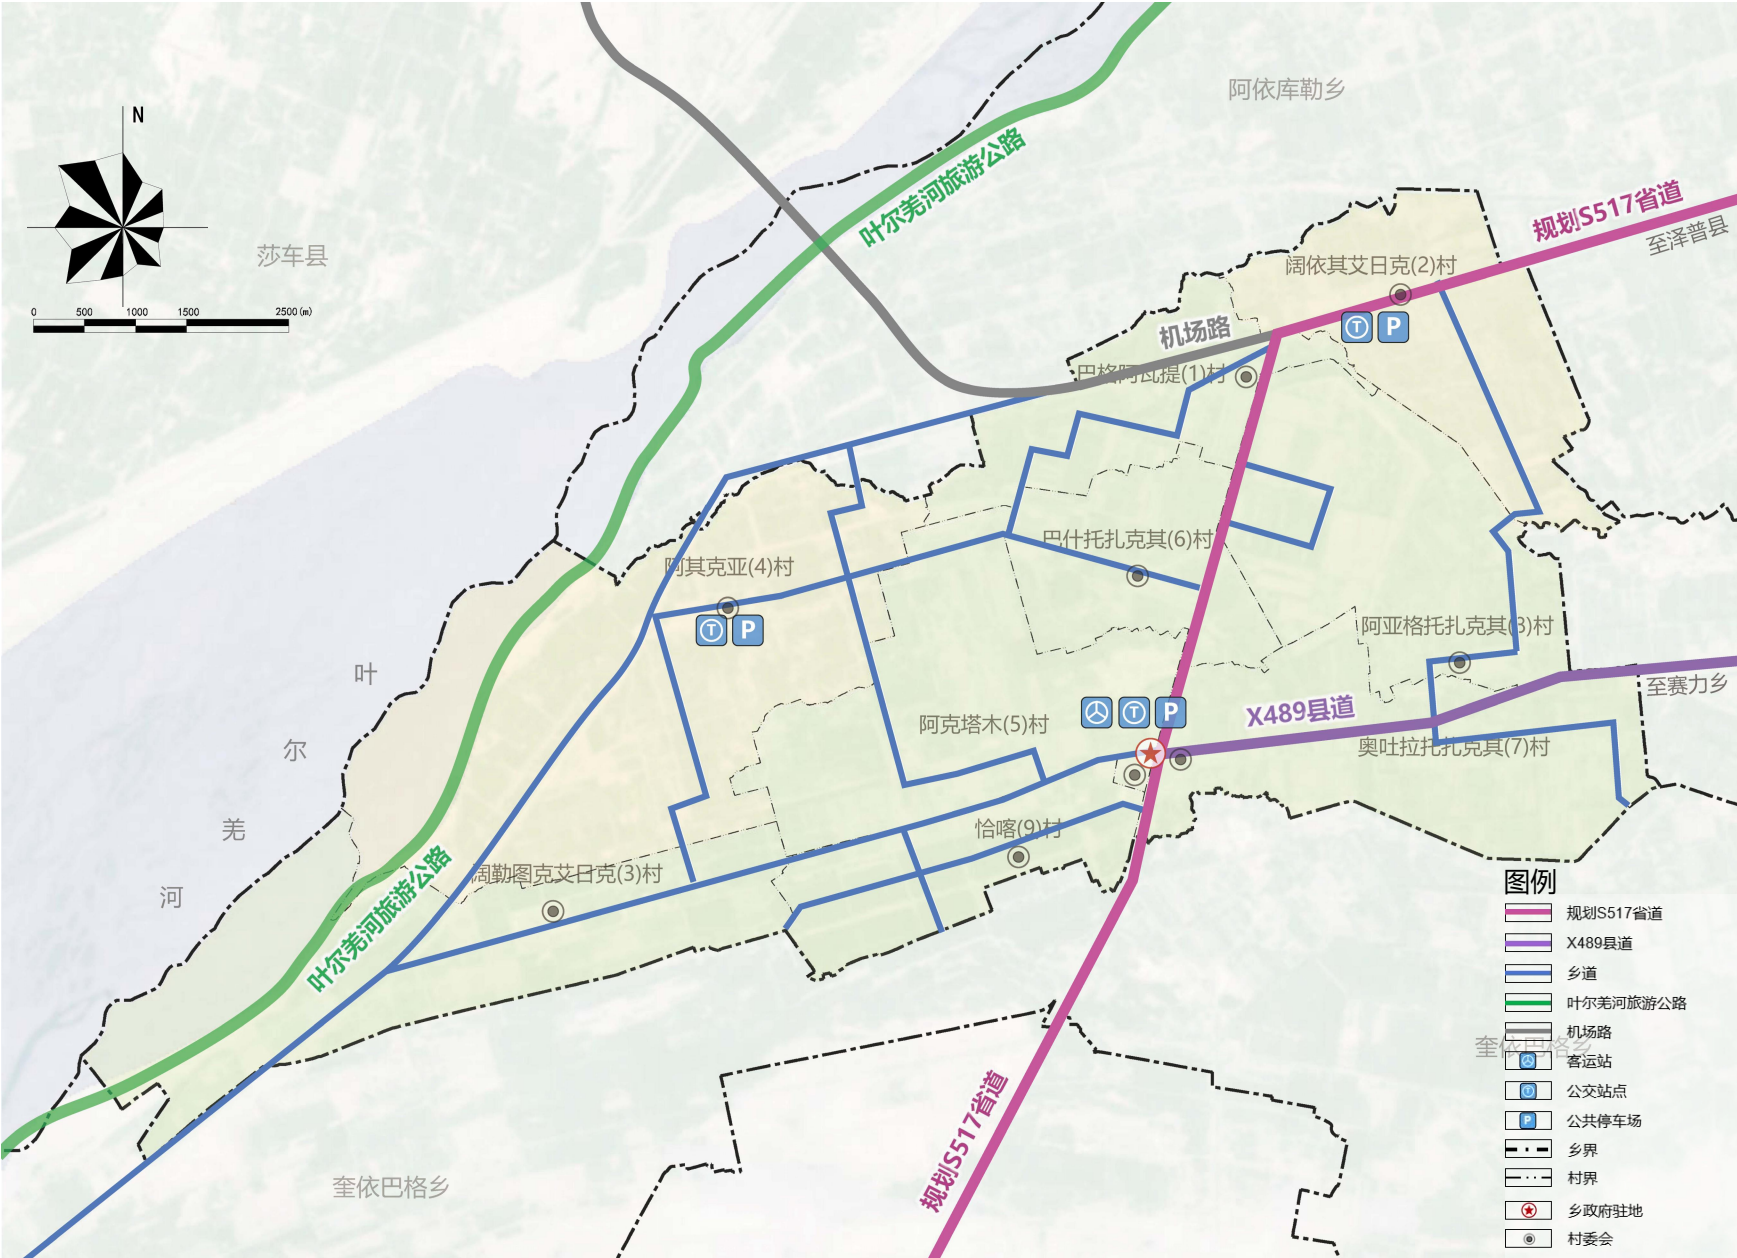 N
0 500 1000 1500 2500 (m)
莎车县
阿依库勒乡
叶尔羌河旅游公路
规划S517省道
至泽普县
阔依其艾日克(2)村
T P
机场路
巴格阿瓦提(1)村
巴什托扎克其(6)村
阿其克亚(4)村
T P
阿亚格托扎克其(8)村
叶
尔
羌
河
至赛力乡
X489县道
T P
阿克塔木(5)村
奥吐拉托扎克其(7)村
恰喀(9)村
阔勒图克艾日克(3)村
叶尔羌河旅游公路
规划S517省道
奎依巴格乡
奎依巴格乡
图例
规划S517省道
X489县道
乡道
叶尔羌河旅游公路
机场路
客运站
T 公交站点
P 公共停车场
乡界
村界
乡政府驻地
村委会